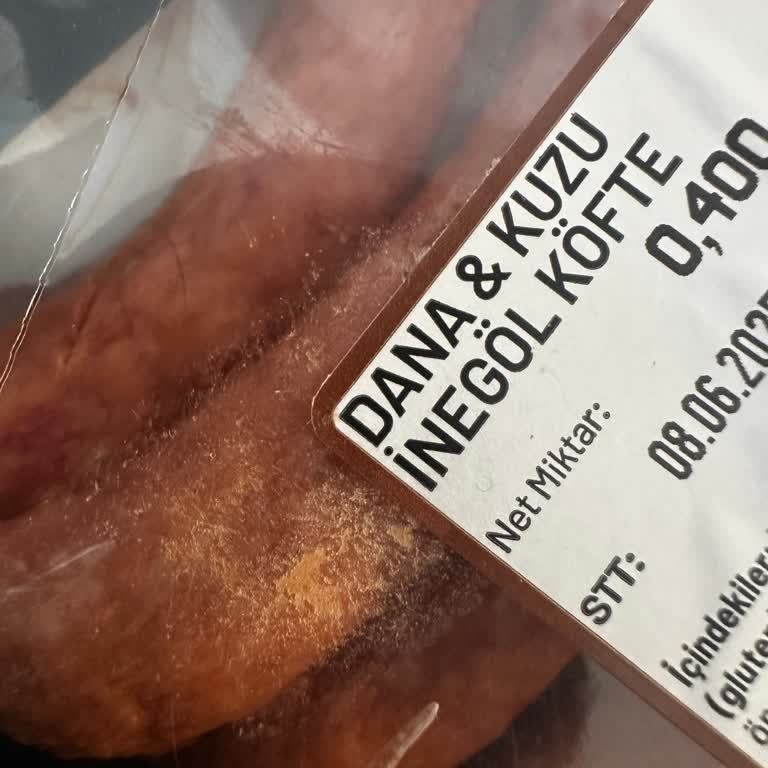 DANA & KUZU
İNEGÖL KÖFTE
Net Miktar: 0,400
STT: 08.06.202
İçindekiler:
(gluten